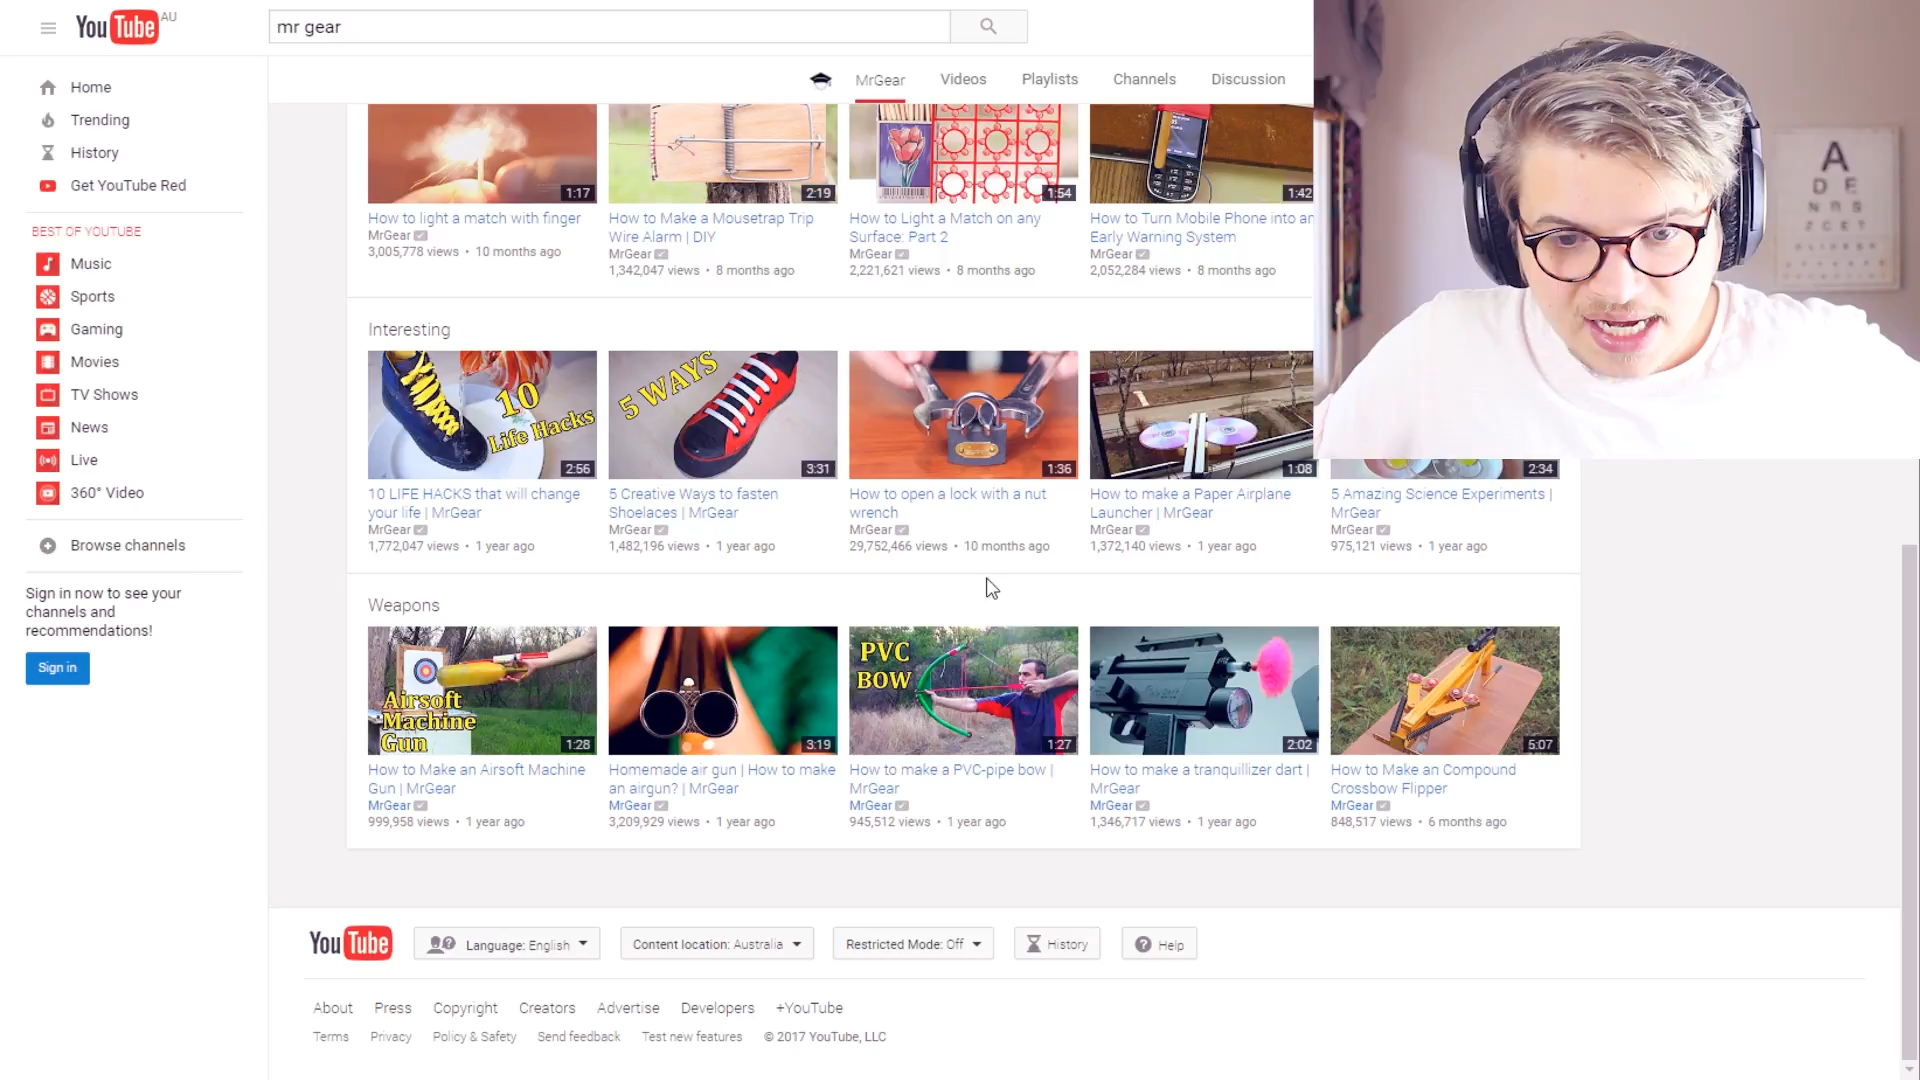 YouTube AU
mr gear
Home
Trending
History
Get YouTube Red
BEST OF YOUTUBE
Music
Sports
Gaming
Movies
TV Shows
News
Live
360° Video
Browse channels
Sign in now to see your
channels and
recommendations!
Sign in
MrGear Videos Playlists Channels Discussion
1:17 2:19 1:54 1:42
How to light a match with finger
MrGear
3,005,778 views • 10 months ago
How to Make a Mousetrap Trip
Wire Alarm | DIY
MrGear
1,342,047 views • 8 months ago
How to Light a Match on any
Surface: Part 2
MrGear
2,221,621 views • 8 months ago
How to Turn Mobile Phone into an
Early Warning System
MrGear
2,052,284 views • 8 months ago
Interesting
10
Life Hacks
2:56
10 LIFE HACKS that will change
your life | MrGear
MrGear
1,772,047 views • 1 year ago
5 WAYS
3:31
5 Creative Ways to fasten
Shoelaces | MrGear
MrGear
1,482,196 views • 1 year ago
1:36
How to open a lock with a nut
wrench
MrGear
29,752,466 views • 10 months ago
1:08
How to make a Paper Airplane
Launcher | MrGear
MrGear
1,372,140 views • 1 year ago
2:34
5 Amazing Science Experiments |
MrGear
MrGear
975,121 views • 1 year ago
Weapons
Airsoft
Machine
Gun
1:28
How to Make an Airsoft Machine
Gun | MrGear
MrGear
999,958 views • 1 year ago
3:19
Homemade air gun | How to make
an airgun? | MrGear
MrGear
3,209,929 views • 1 year ago
PVC
BOW
1:27
How to make a PVC-pipe bow |
MrGear
MrGear
945,512 views • 1 year ago
2:02
How to make a tranquillizer dart |
MrGear
MrGear
1,346,717 views • 1 year ago
5:07
How to Make an Compound
Crossbow Flipper
MrGear
848,517 views • 6 months ago
YouTube Language: English Content location: Australia Restricted Mode: Off History Help
About Press Copyright Creators Advertise Developers +YouTube
Terms Privacy Policy & Safety Send feedback Test new features © 2017 YouTube, LLC
A
D E